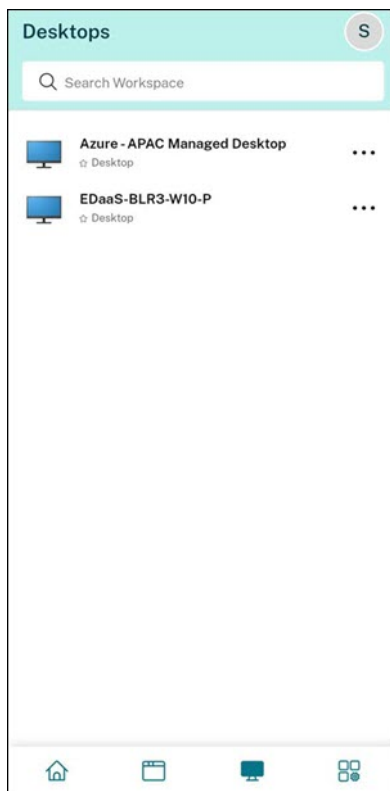 Desktops
S
Search Workspace
Azure - APAC Managed Desktop
Desktop
EDaaS-BLR3-W10-P
Desktop